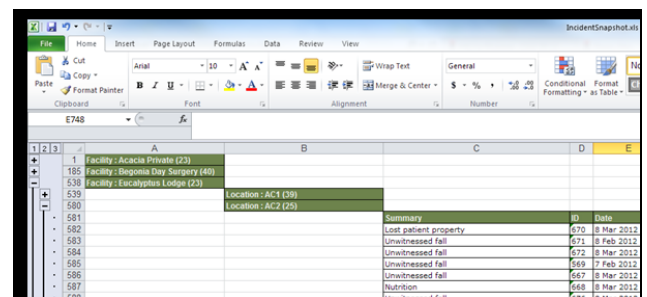 IncidentSnapshot.xls
File Home Insert Page Layout Formulas Data Review View
Cut
Copy
Format Painter
Paste
Arial 10
Wrap Text
Merge & Center
General
Conditional Formatting
Format as Table
B I U
$ % ,
Clipboard Font Alignment Number
E748 fx
1 2 3 A B C D E
1 Facility : Acacia Private (23)
185 Facility : Begonia Day Surgery (40)
538 Facility : Eucalyptus Lodge (23)
539 Location : AC1 (39)
580 Location : AC2 (25)
581 Summary ID Date
582 Lost patient property 670 8 Mar 2012
583 Unwitnessed fall 671 8 Feb 2012
584 Unwitnessed fall 672 8 Mar 2012
585 Unwitnessed fall 569 7 Feb 2012
586 Unwitnessed fall 667 8 Mar 2012
587 Nutrition 668 8 Mar 2012